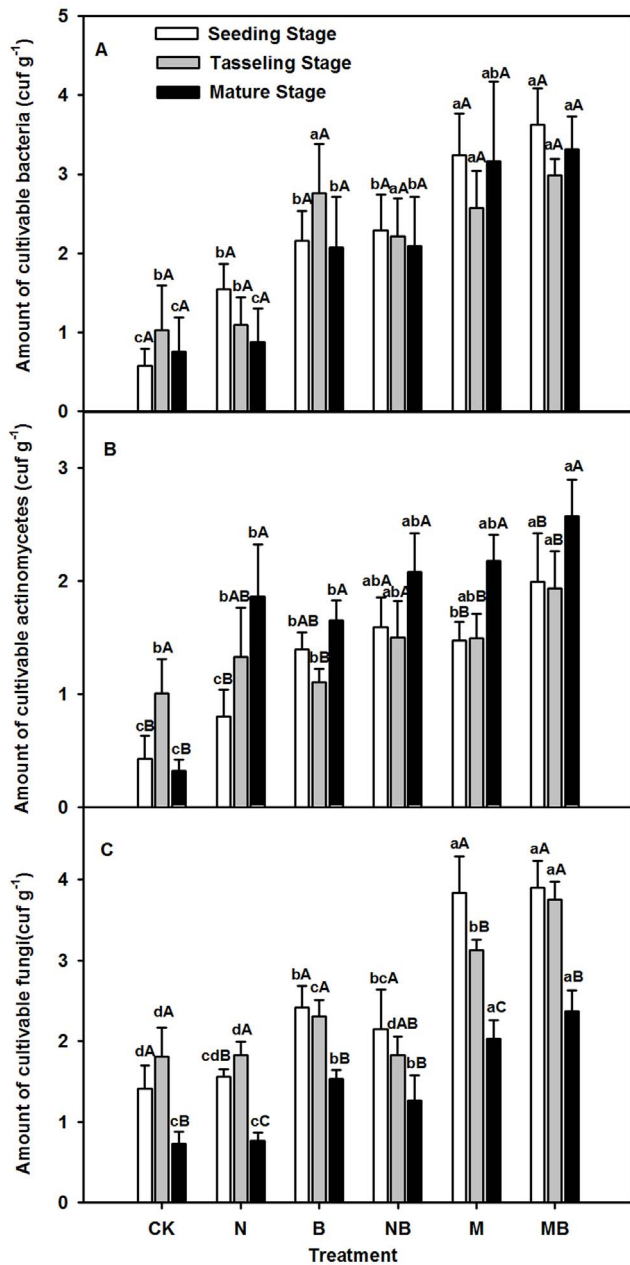 5
A
Seeding Stage
Tasseling Stage
Mature Stage
Amount of cultivable bacteria (cuf g-1)
4
3
2
1
0
cA bA cA
bA bA cA
bA aA bA
bA aA bA
aA aA abA
aA aA aA
B
Amount of cultivable actinomycetes (cuf g-1)
3
2
1
0
cB bA cB
cB bAB bA
bAB bB bA
abA abA abA
bB abB abA
aB aB aA
C
Amount of cultivable fungi(cuf g-1)
4
3
2
1
0
dA dA cB
cdB dA cC
bA cA bB
bcA dAB bB
aA bB aC
aA aA aB
CK N B NB M MB
Treatment